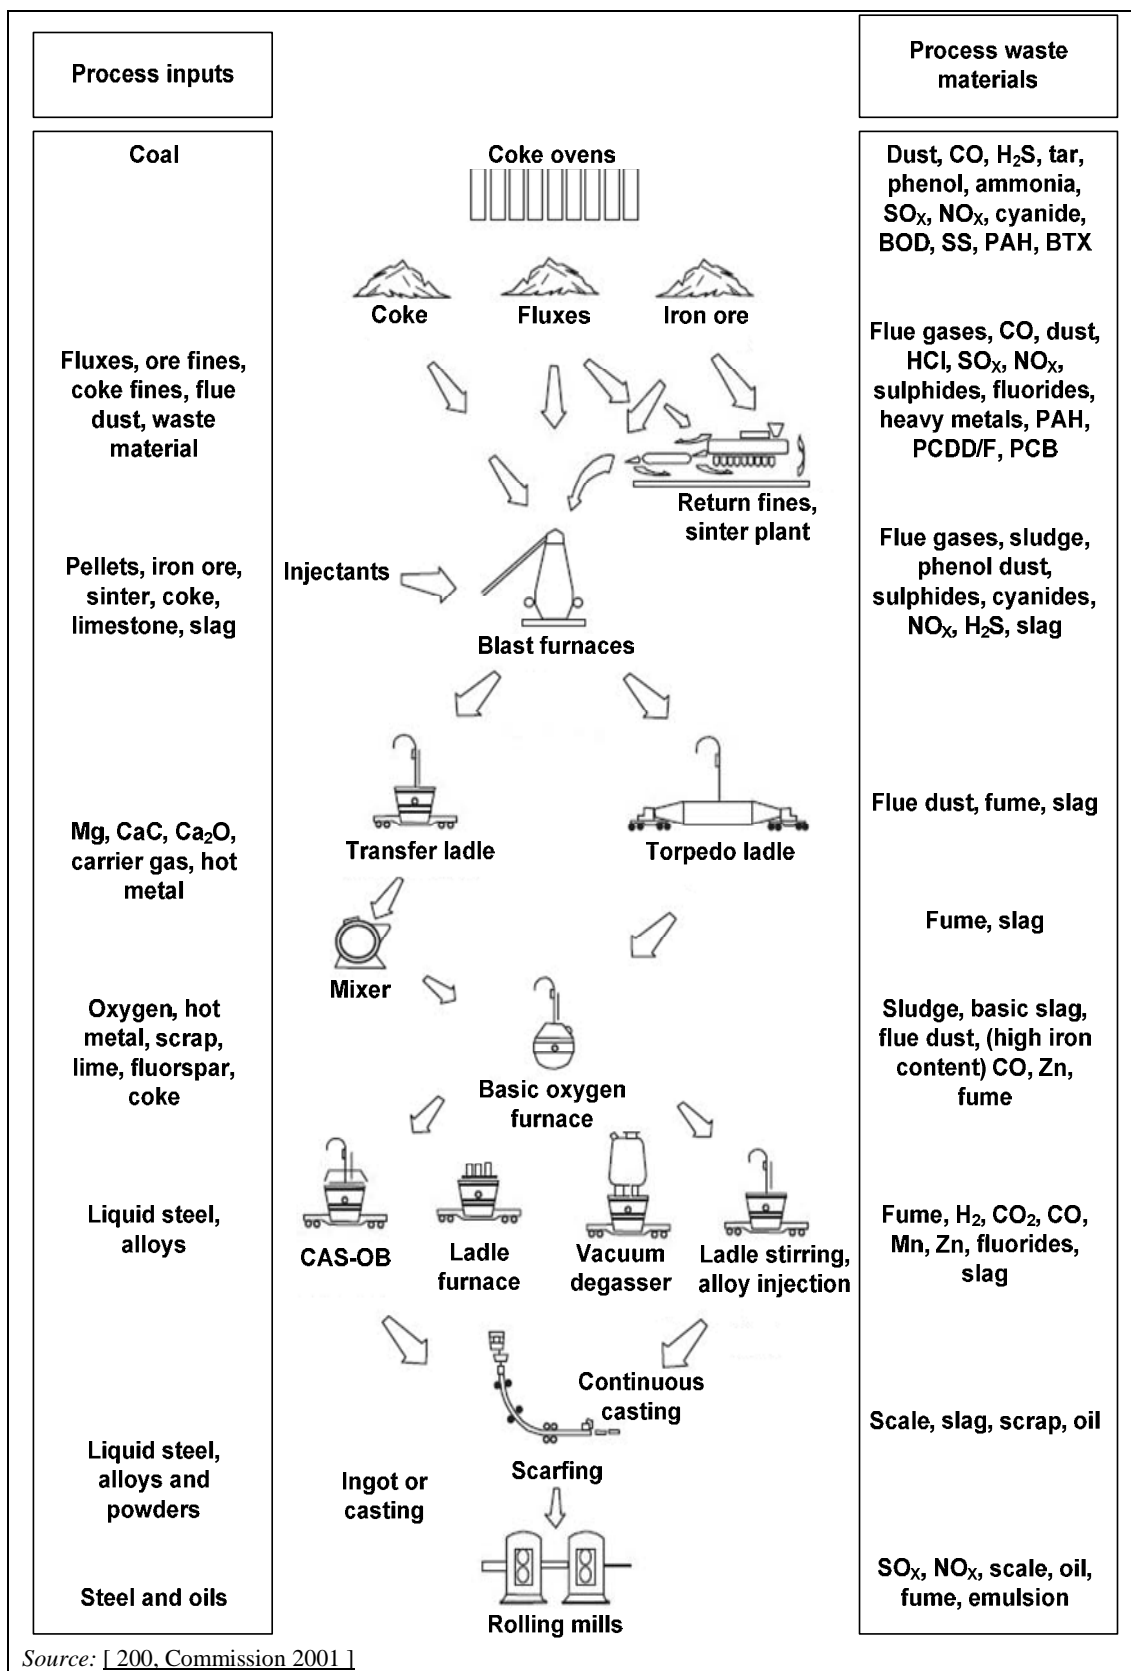 Process inputs
Process waste
materials
Coal
Coke ovens
Dust, CO, H₂S, tar,
phenol, ammonia,
SOₓ, NOₓ, cyanide,
BOD, SS, PAH, BTX
Coke
Fluxes
Iron ore
Fluxes, ore fines,
coke fines, flue
dust, waste
material
Flue gases, CO, dust,
HCl, SOₓ, NOₓ,
sulphides, fluorides,
heavy metals, PAH,
PCDD/F, PCB
Return fines,
sinter plant
Pellets, iron ore,
sinter, coke,
limestone, slag
Injectants
Blast furnaces
Flue gases, sludge,
phenol dust,
sulphides, cyanides,
NOₓ, H₂S, slag
Mg, CaC, Ca₂O,
carrier gas, hot
metal
Transfer ladle
Torpedo ladle
Flue dust, fume, slag
Mixer
Fume, slag
Oxygen, hot
metal, scrap,
lime, fluorspar,
coke
Basic oxygen
furnace
Sludge, basic slag,
flue dust, (high iron
content) CO, Zn,
fume
Liquid steel,
alloys
CAS-OB
Ladle
furnace
Vacuum
degasser
Ladle stirring,
alloy injection
Fume, H₂, CO₂, CO,
Mn, Zn, fluorides,
slag
Continuous
casting
Scale, slag, scrap, oil
Liquid steel,
alloys and
powders
Ingot or
casting
Scarfing
Steel and oils
Rolling mills
SOₓ, NOₓ, scale, oil,
fume, emulsion
Source: [ 200, Commission 2001 ]